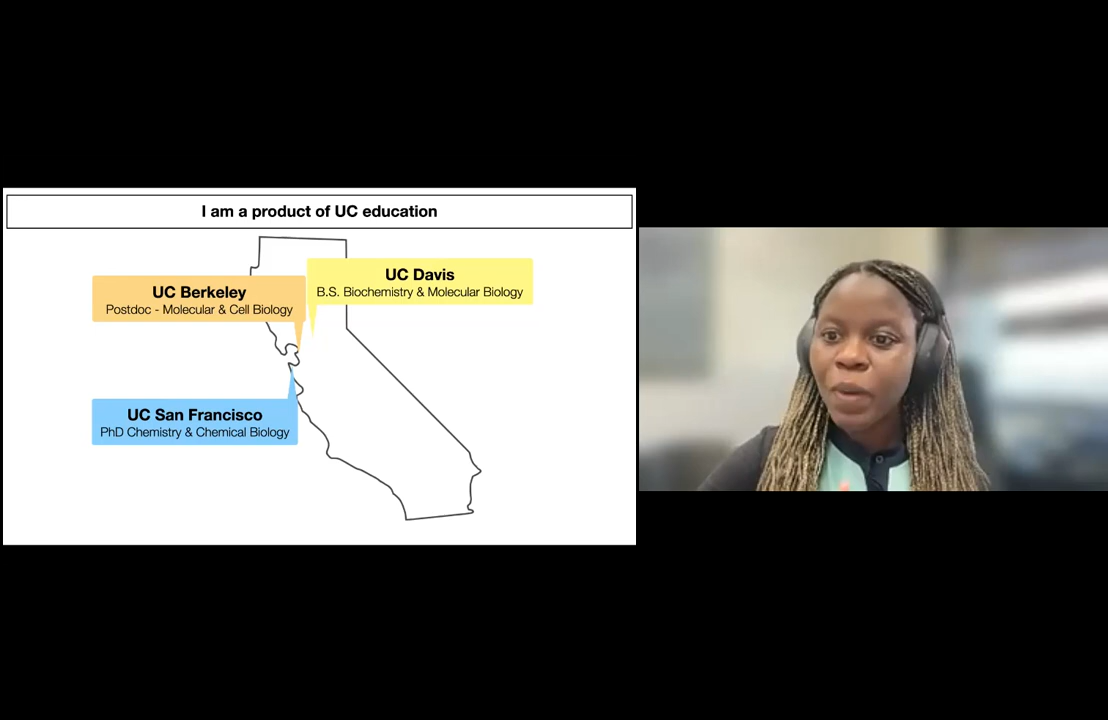 I am a product of UC education
UC Davis
B.S. Biochemistry & Molecular Biology
UC Berkeley
Postdoc - Molecular & Cell Biology
UC San Francisco
PhD Chemistry & Chemical Biology